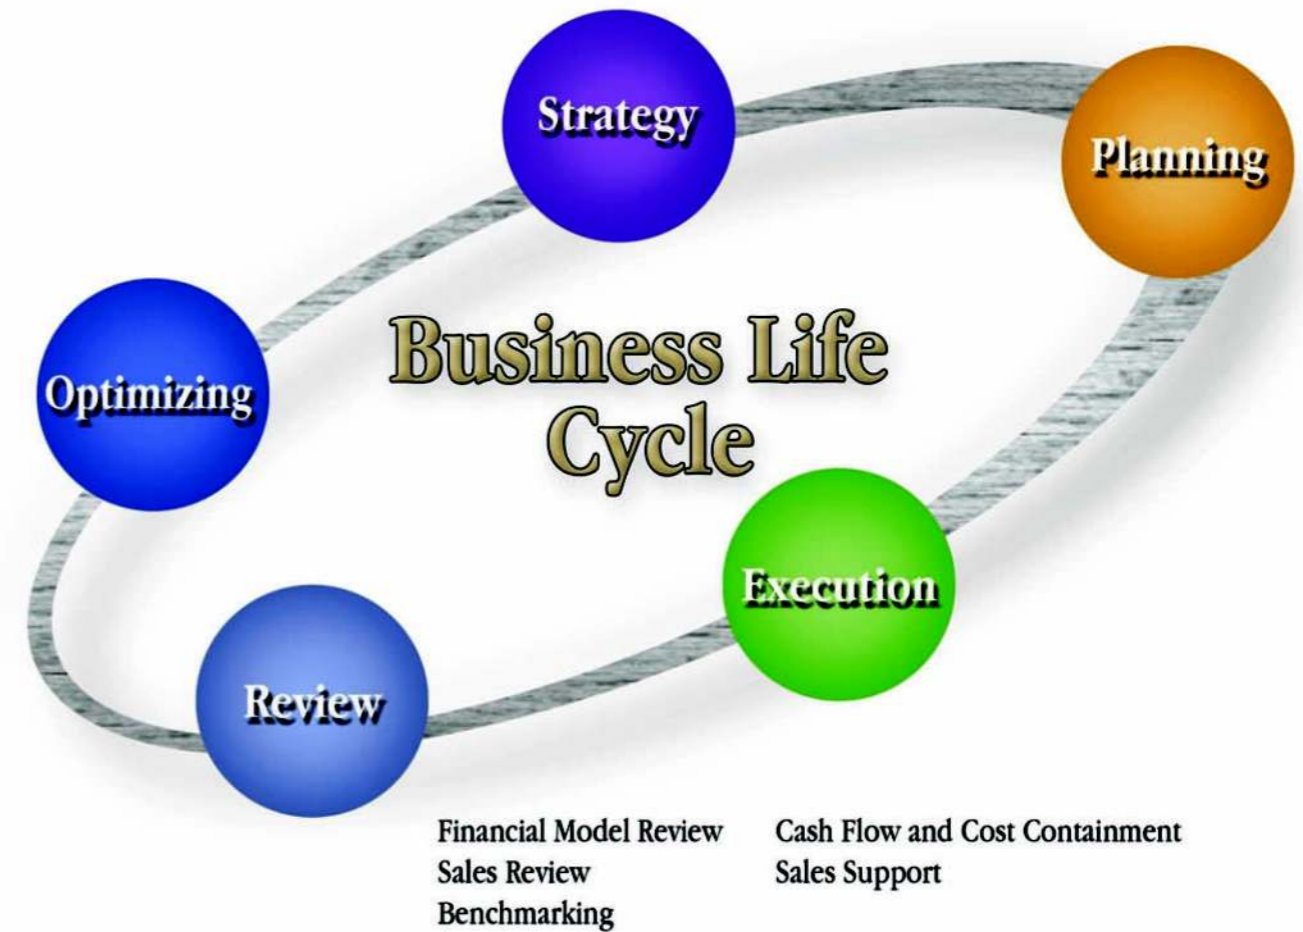 Strategy
Planning
Business Life
Cycle
Optimizing
Execution
Review
Financial Model Review
Sales Review
Benchmarking
Cash Flow and Cost Containment
Sales Support